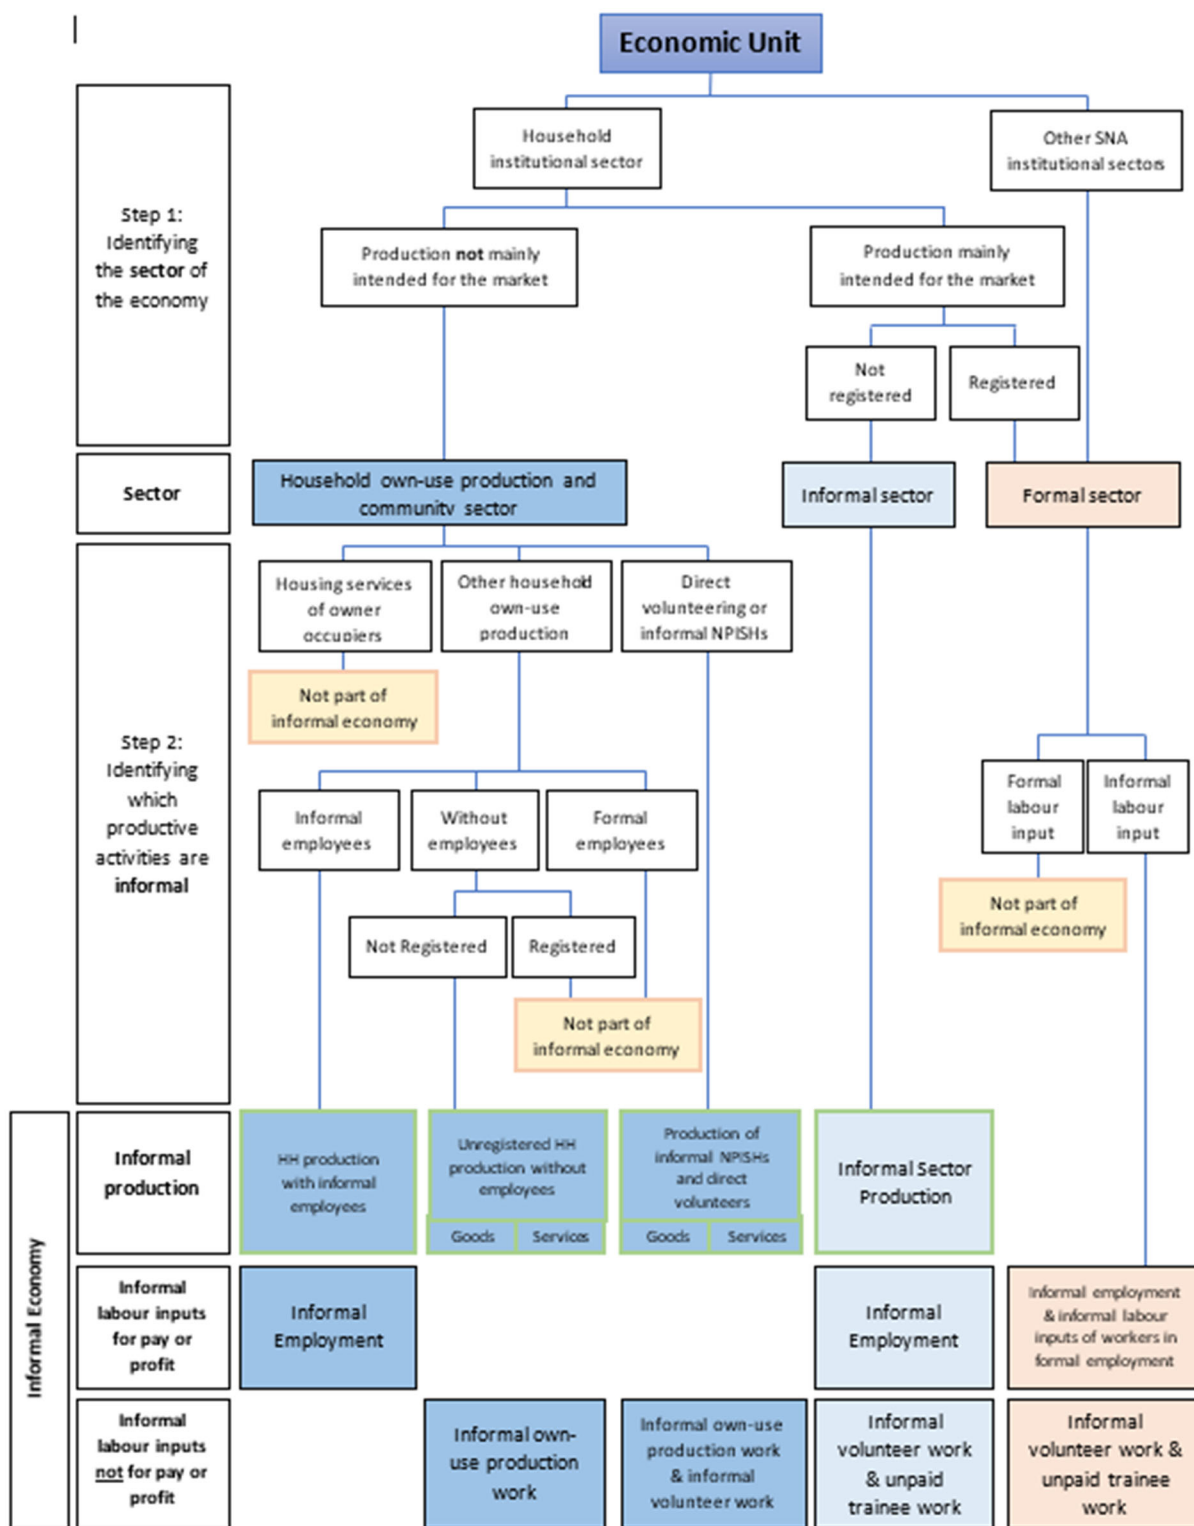 Economic Unit
Household
institutional sector
Other SNA
institutional sectors
Step 1:
Identifying
the sector of
the economy
Production not mainly
intended for the market
Production mainly
intended for the market
Not
registered
Registered
Sector
Household own-use production and
community sector
Informal sector
Formal sector
Step 2:
Identifying
which
productive
activities are
informal
Housing services
of owner
occupiers
Other household
own-use
production
Direct
volunteering or
informal NPISHs
Not part of
informal economy
Informal
employees
Without
employees
Formal
employees
Formal
labour
input
Informal
labour
input
Not part of
informal economy
Not Registered
Registered
Not part of
informal economy
Informal Economy
Informal
production
HH production
with informal
employees
Unregistered HH
production without
employees
Goods
Services
Production of
informal NPISHs
and direct
volunteers
Goods
Services
Informal Sector
Production
Informal
labour inputs
for pay or
profit
Informal
Employment
Informal
Employment
Informal employment
& informal labour
inputs of workers in
formal employment
Informal
labour inputs
not for pay or
profit
Informal own-
use production
work
Informal own-use
production work
& informal
volunteer work
Informal
volunteer work
& unpaid
trainee work
Informal
volunteer work &
unpaid trainee
work